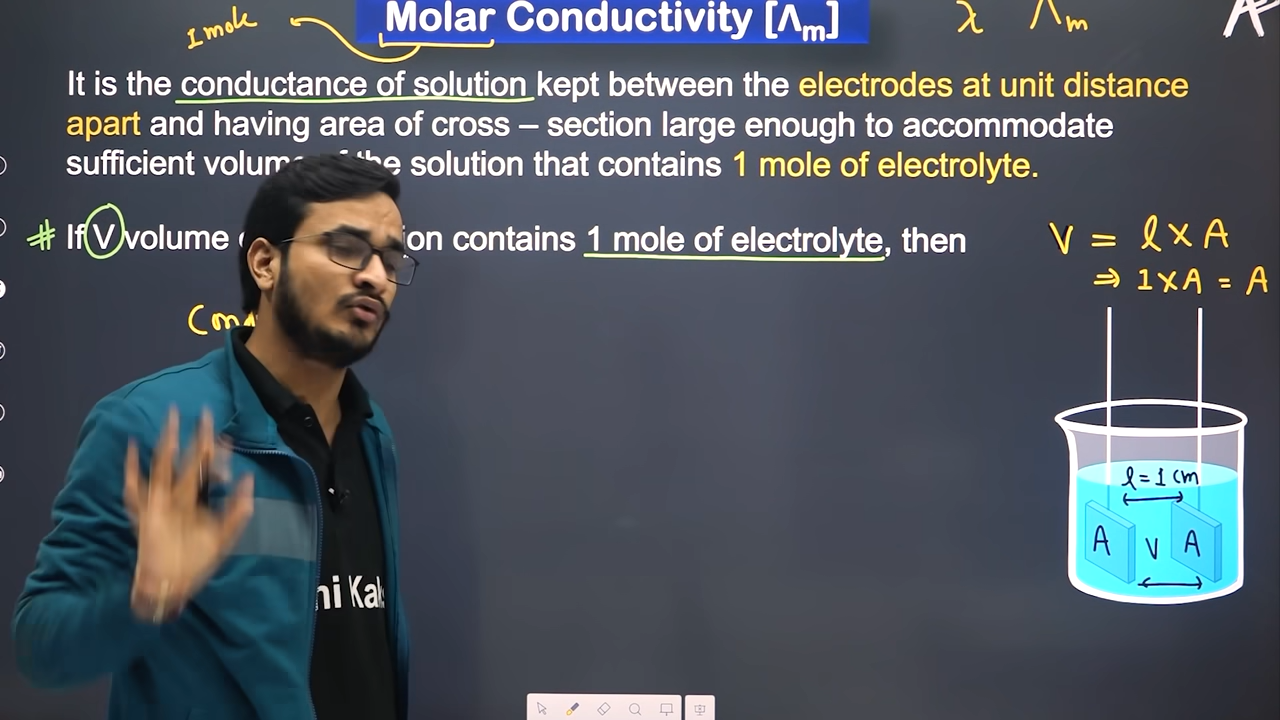 Molar Conductivity [Λm]
1 mole
λ Λm
It is the conductance of solution kept between the electrodes at unit distance
apart and having area of cross – section large enough to accommodate
sufficient volume the solution that contains 1 mole of electrolyte.
# If V volume contains 1 mole of electrolyte, then
V = l × A
⇒ 1×A = A
l = 1 cm
A V A